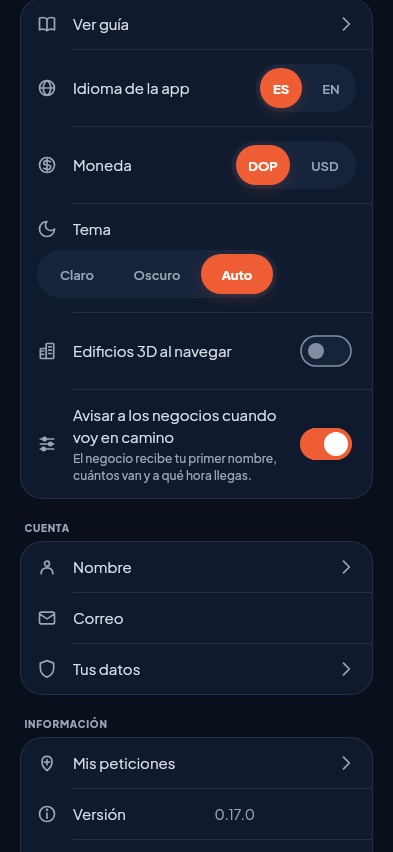 Ver guía
Idioma de la app
ES EN
Moneda
DOP USD
Tema
Claro Oscuro Auto
Edificios 3D al navegar
Avisar a los negocios cuando
voy en camino
El negocio recibe tu primer nombre,
cuántos van y a qué hora llegas.
CUENTA
Nombre
Correo
Tus datos
INFORMACIÓN
Mis peticiones
Versión 0.17.0